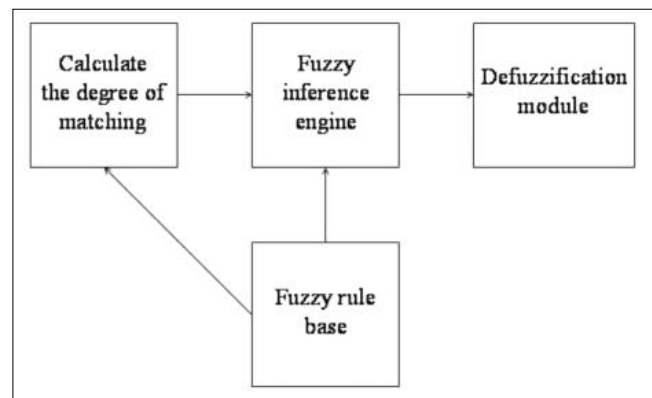 Calculate
the degree of
matching
Fuzzy
inference
engine
Defuzzification
module
Fuzzy rule
base